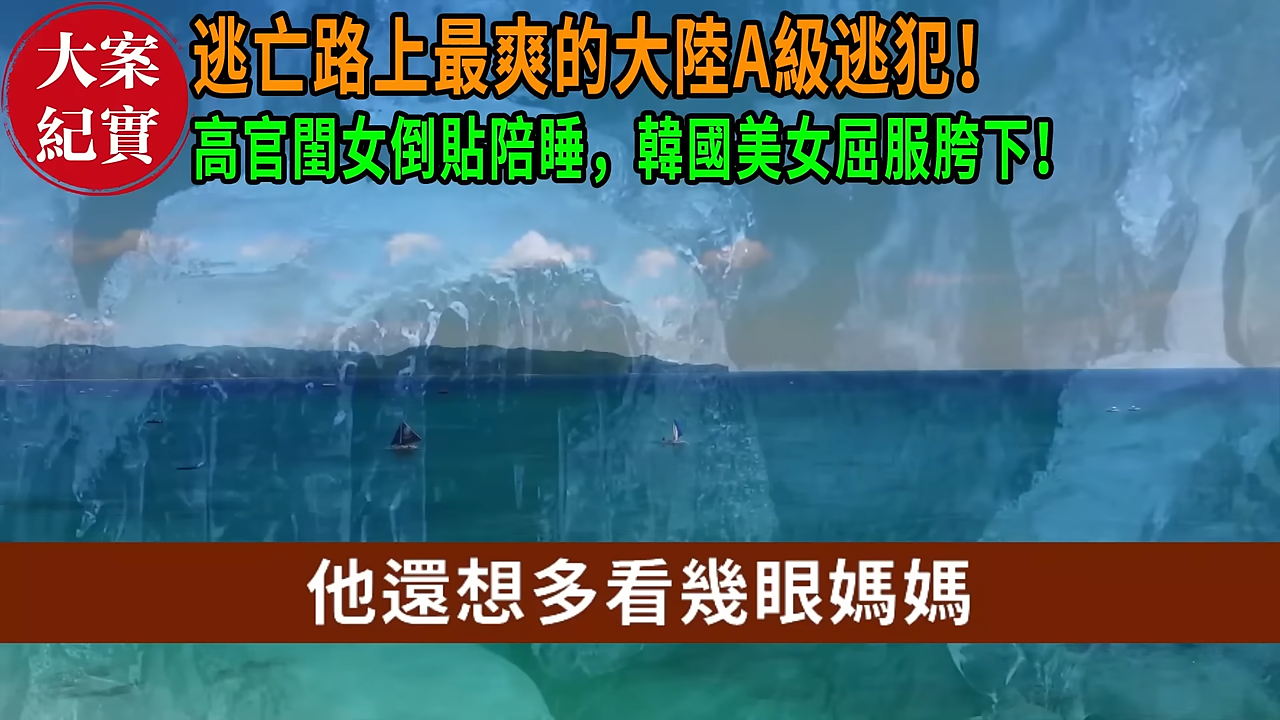 大案
紀實
逃亡路上最爽的大陸A級逃犯！
高官閨女倒貼陪睡，韓國美女屈服胯下！
他還想多看幾眼媽媽